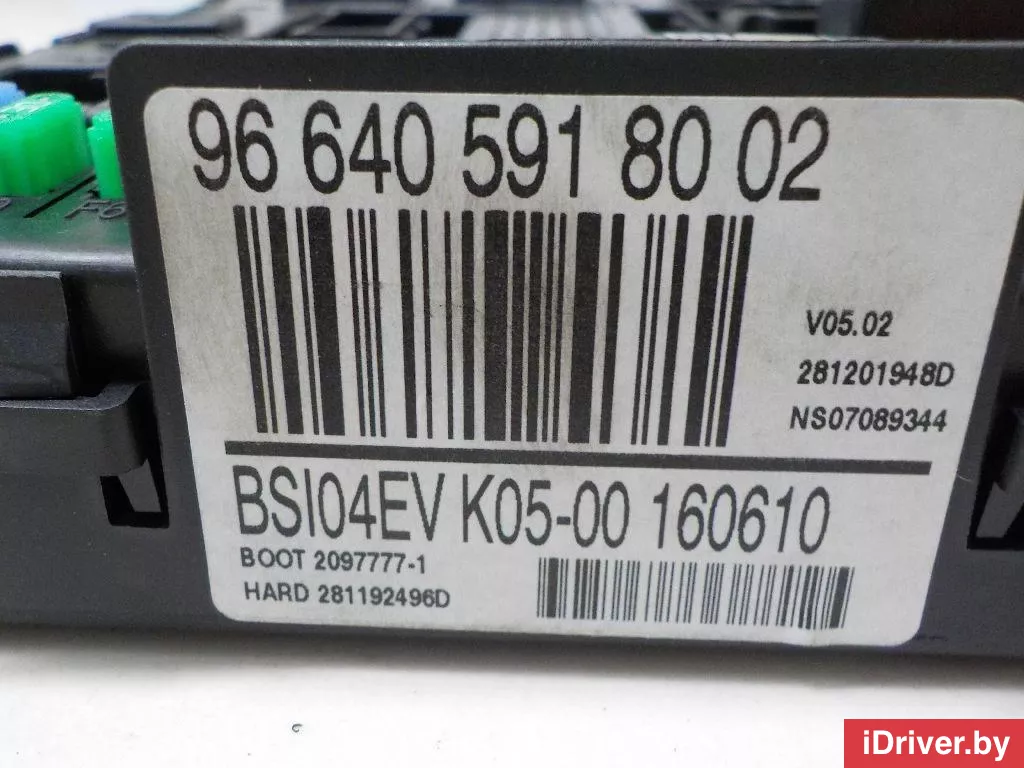 96 640 591 80 02
V05.02
281201948D
NS07089344
BSI04EV K05-00 160610
BOOT 2097777-1
HARD 281192496D
F6
iDriver.by